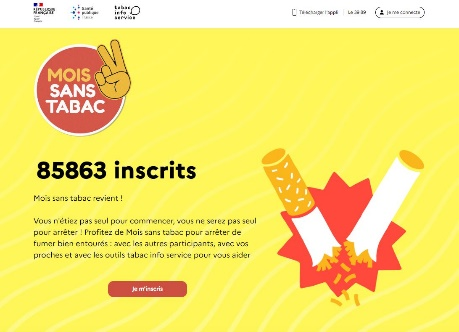 RÉPUBLIQUE
FRANÇAISE
Santé
publique
France
tabac
info
service
Télécharger l'appli
Le 39 89
Je me connecte
MOIS
SANS
TABAC
85863 inscrits
Mois sans tabac revient !
Vous n'étiez pas seul pour commencer, vous ne serez pas seul
pour arrêter ! Profitez de Mois sans tabac pour arrêter de
fumer bien entourés : avec les autres participants, avec vos
proches et avec les outils tabac info service pour vous aider
Je m'inscris